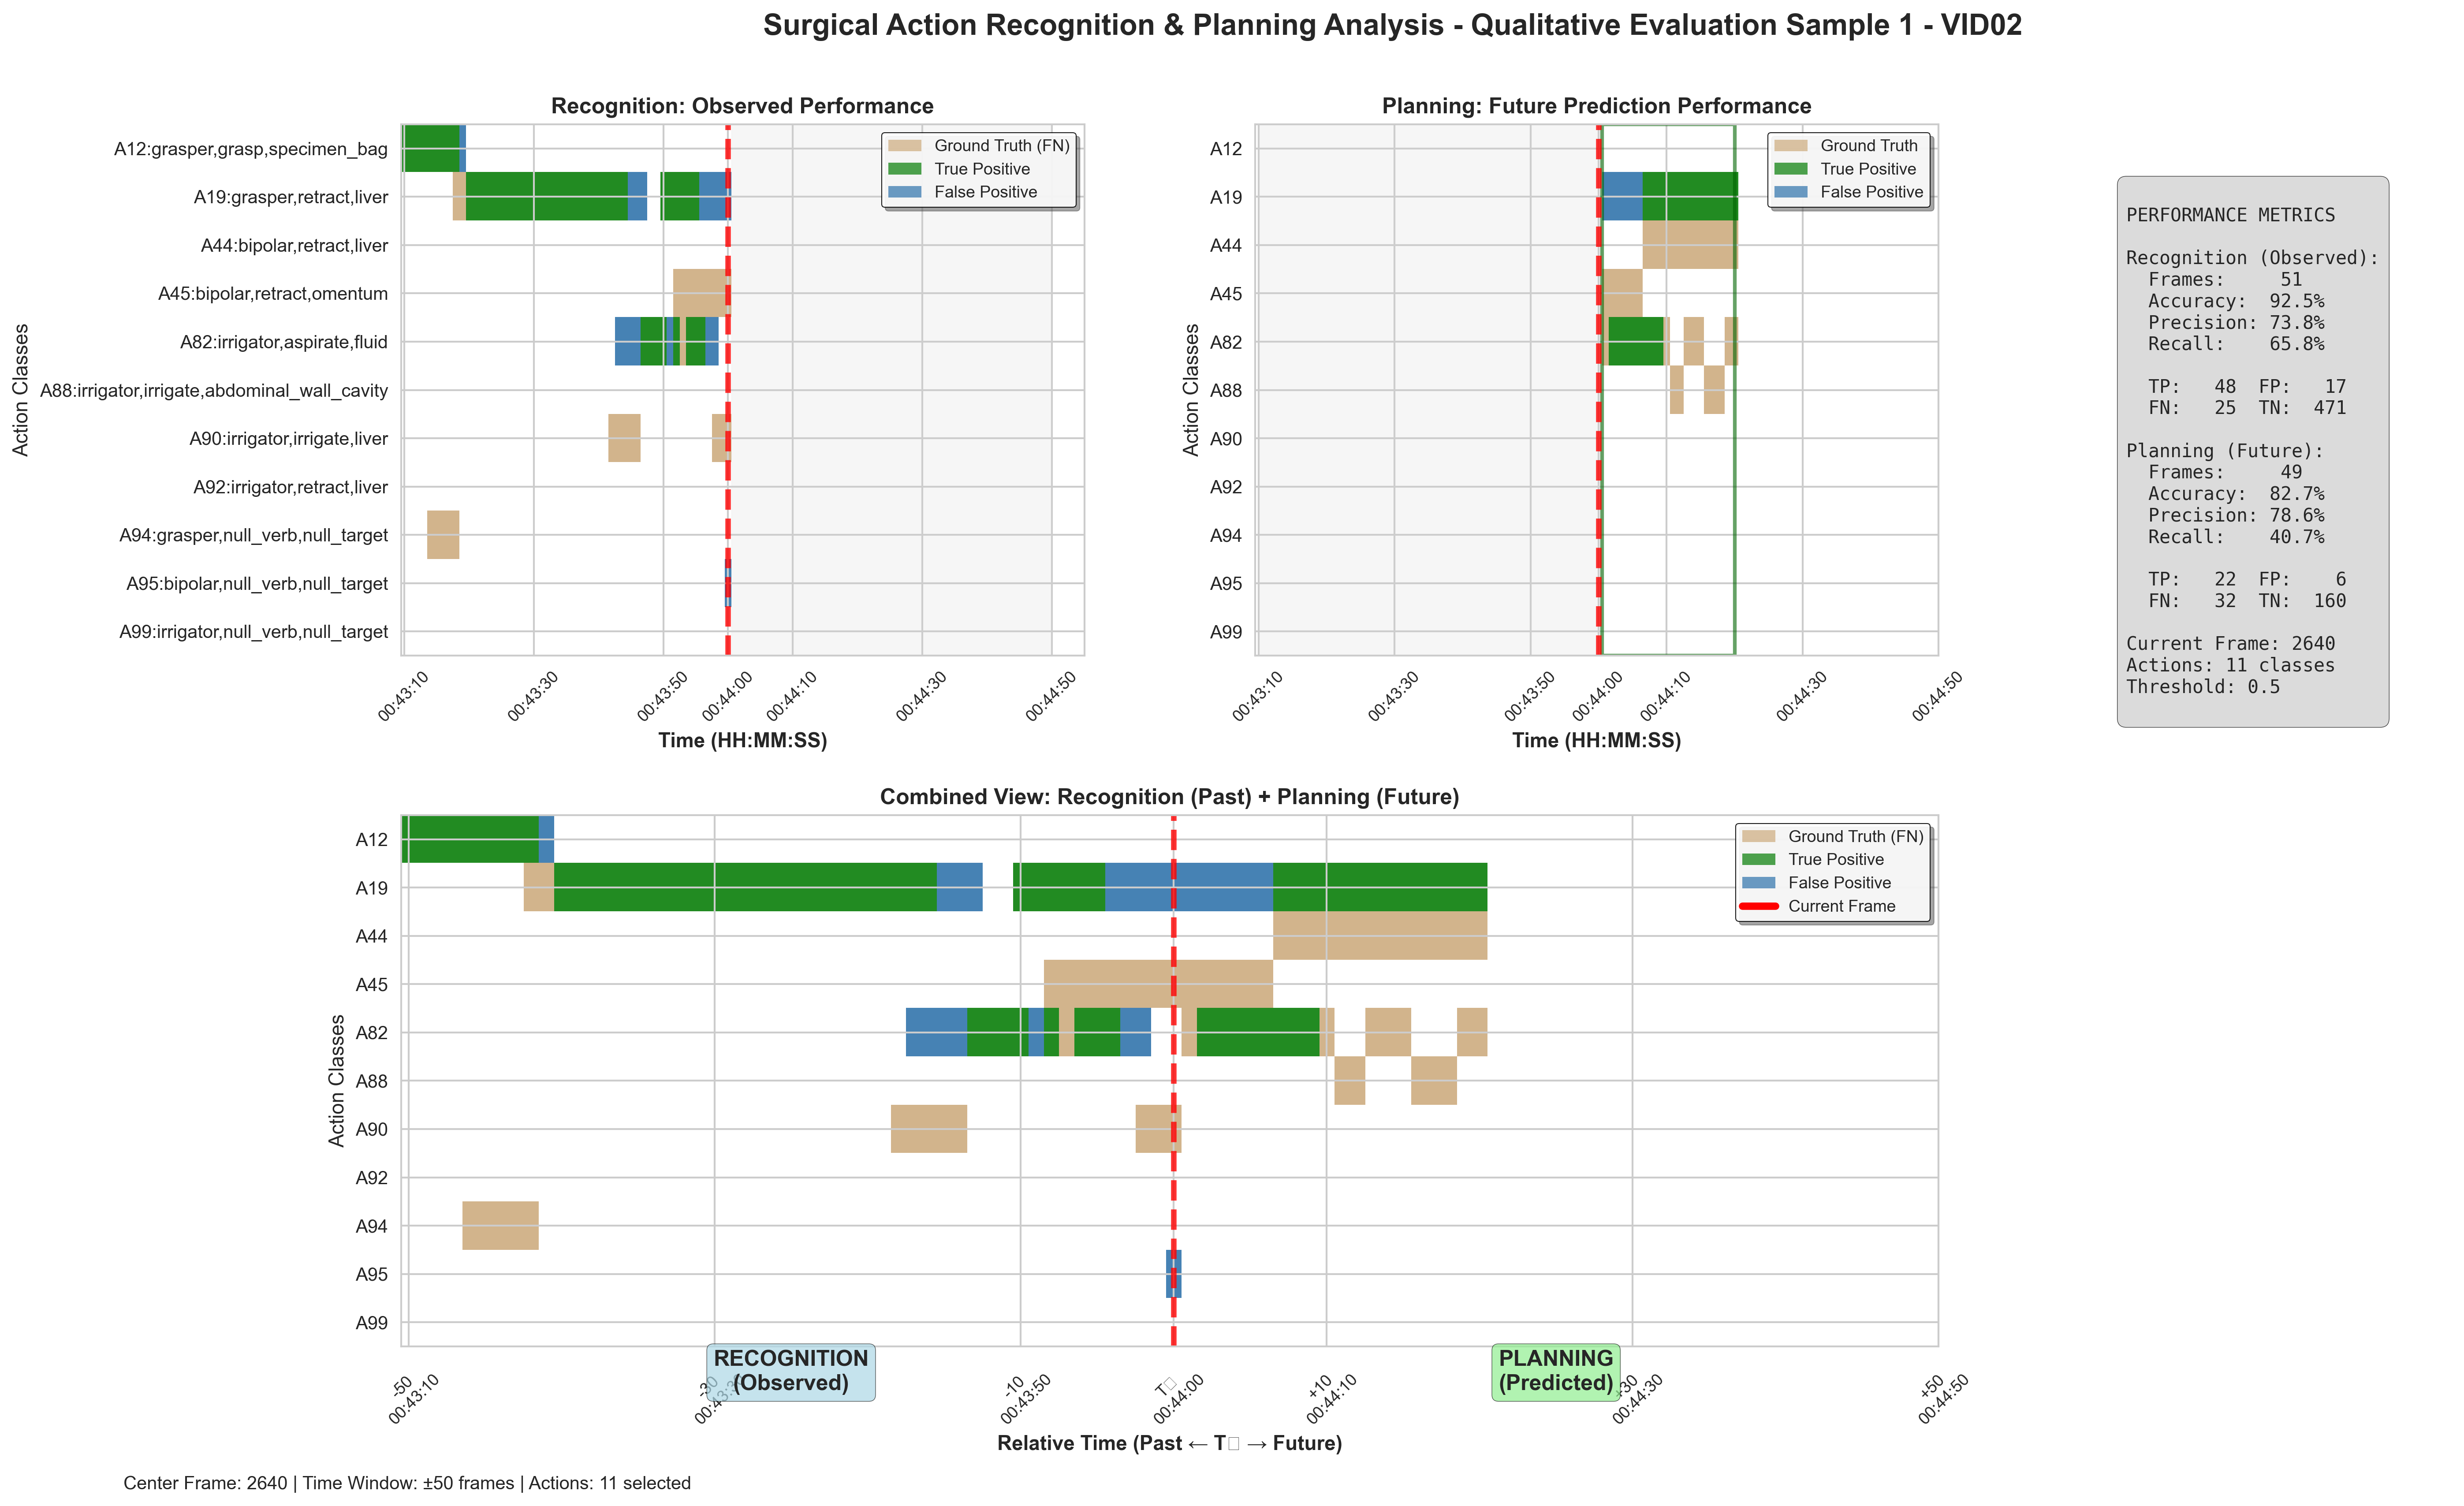 Surgical Action Recognition & Planning Analysis - Qualitative Evaluation Sample 1 - VID02
Recognition: Observed Performance
Action Classes
A12:grasper,grasp,specimen_bag
A19:grasper,retract,liver
A44:bipolar,retract,liver
A45:bipolar,retract,omentum
A82:irrigator,aspirate,fluid
A88:irrigator,irrigate,abdominal_wall_cavity
A90:irrigator,irrigate,liver
A92:irrigator,retract,liver
A94:grasper,null_verb,null_target
A95:bipolar,null_verb,null_target
A99:irrigator,null_verb,null_target
Ground Truth (FN)
True Positive
False Positive
00:43:10
00:43:30
00:43:50
00:44:00
00:44:10
00:44:30
00:44:50
Time (HH:MM:SS)
Planning: Future Prediction Performance
Action Classes
A12
A19
A44
A45
A82
A88
A90
A92
A94
A95
A99
Ground Truth
True Positive
False Positive
00:43:10
00:43:30
00:43:50
00:44:00
00:44:10
00:44:30
00:44:50
Time (HH:MM:SS)
PERFORMANCE METRICS
Recognition (Observed):
Frames: 51
Accuracy: 92.5%
Precision: 73.8%
Recall: 65.8%
TP: 48 FP: 17
FN: 25 TN: 471
Planning (Future):
Frames: 49
Accuracy: 82.7%
Precision: 78.6%
Recall: 40.7%
TP: 22 FP: 6
FN: 32 TN: 160
Current Frame: 2640
Actions: 11 classes
Threshold: 0.5
Combined View: Recognition (Past) + Planning (Future)
Action Classes
A12
A19
A44
A45
A82
A88
A90
A92
A94
A95
A99
Ground Truth (FN)
True Positive
False Positive
Current Frame
RECOGNITION
(Observed)
PLANNING
(Predicted)
-50
00:43:10
-30
-10
00:43:50
T□
00:44:00
+10
00:44:10
+30
00:44:30
+50
00:44:50
Relative Time (Past ← T□ → Future)
Center Frame: 2640 | Time Window: ±50 frames | Actions: 11 selected